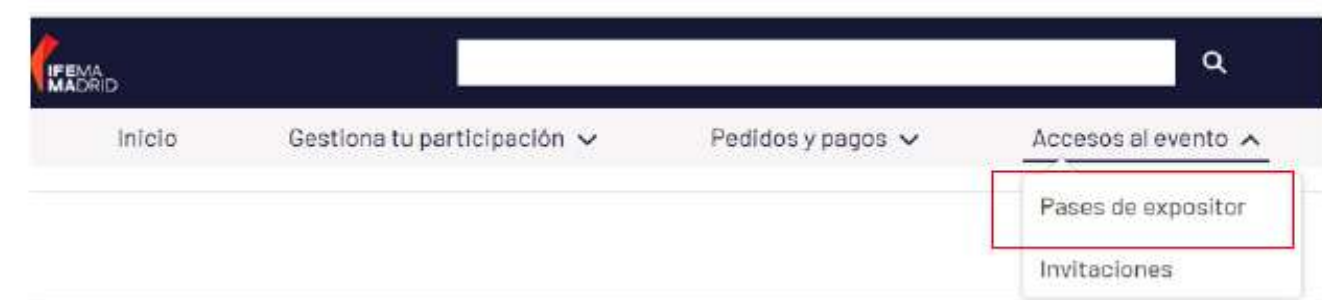 IFEMA
MADRID
Inicio Gestiona tu participación Pedidos y pagos Accesos al evento
Pases de expositor
Invitaciones